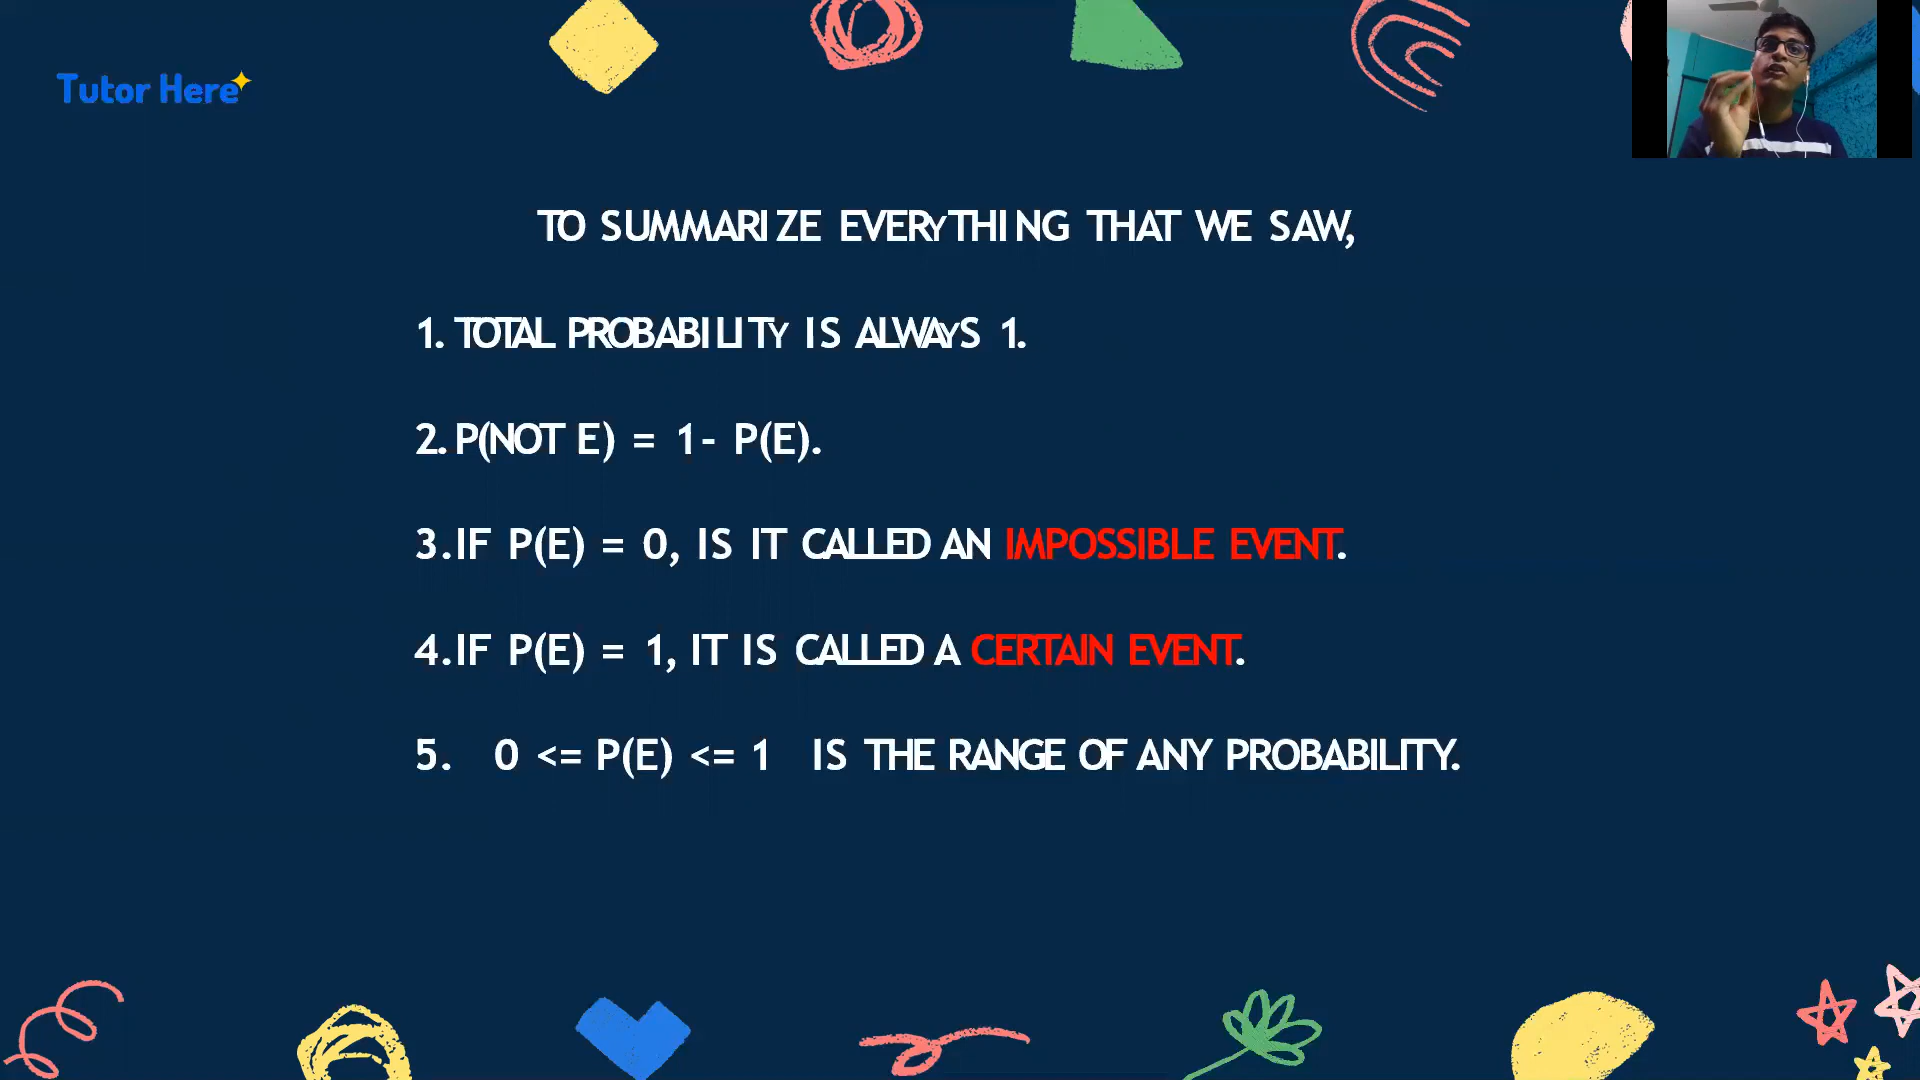 Tutor Here
TO SUMMARIZE EVERYTHING THAT WE SAW,
1. TOTAL PROBABILITY IS ALWAYS 1.
2. P(NOT E) = 1- P(E).
3. IF P(E) = 0, IS IT CALLED AN IMPOSSIBLE EVENT.
4. IF P(E) = 1, IT IS CALLED A CERTAIN EVENT.
5. 0 <= P(E) <= 1 IS THE RANGE OF ANY PROBABILITY.